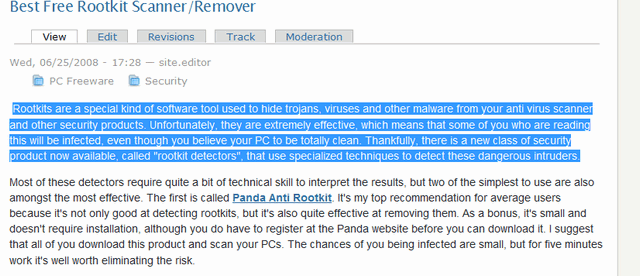 Best Free Rootkit Scanner/Remover
View Edit Revisions Track Moderation
Wed, 06/25/2008 - 17:28 — site.editor
PC Freeware Security
Rootkits are a special kind of software tool used to hide trojans, viruses and other malware from your anti virus scanner
and other security products. Unfortunately, they are extremely effective, which means that some of you who are reading
this will be infected, even though you believe your PC to be totally clean. Thankfully, there is a new class of security
product now available, called "rootkit detectors", that use specialized techniques to detect these dangerous intruders.
Most of these detectors require quite a bit of technical skill to interpret the results, but two of the simplest to use are also
amongst the most effective. The first is called Panda Anti Rootkit. It's my top recommendation for average users
because it's not only good at detecting rootkits, but it's also quite effective at removing them. As a bonus, it's small and
doesn't require installation, although you do have to register at the Panda website before you can download it. I suggest
that all of you download this product and scan your PCs. The chances of you being infected are small, but for five minutes
work it's well worth eliminating the risk.